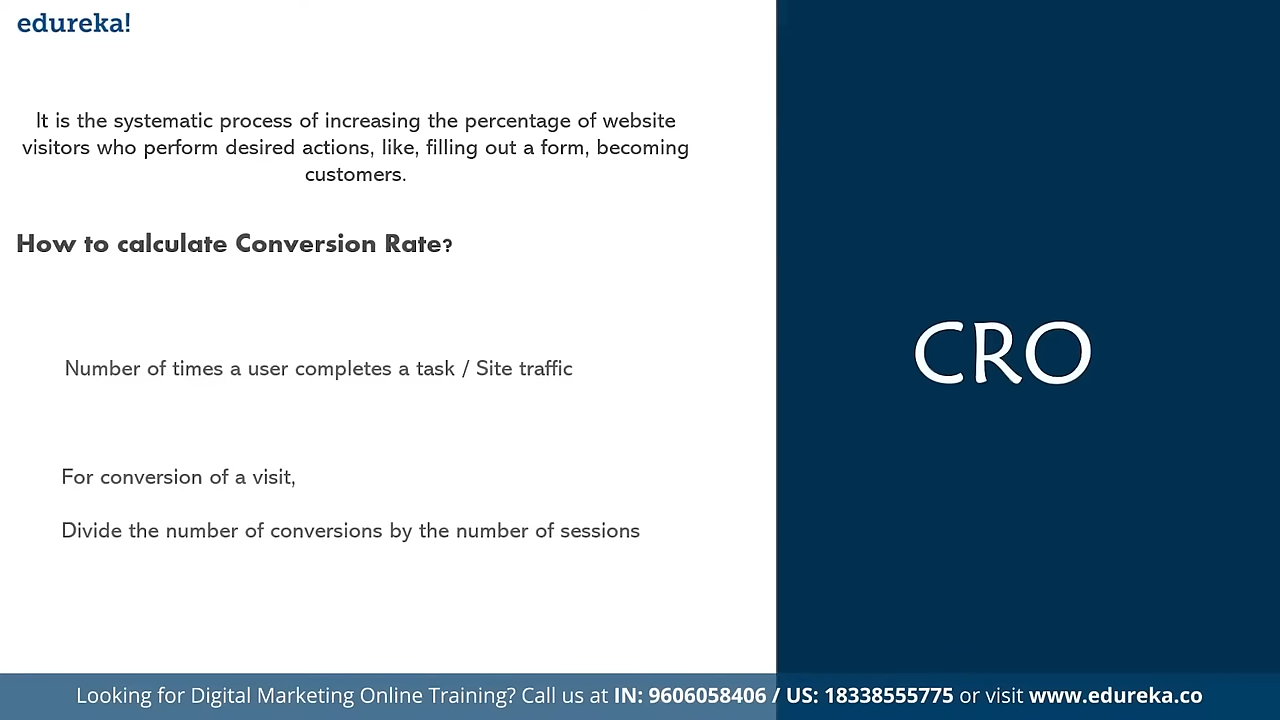 edureka!
It is the systematic process of increasing the percentage of website
visitors who perform desired actions, like, filling out a form, becoming
customers.
How to calculate Conversion Rate?
Number of times a user completes a task / Site traffic
For conversion of a visit,
Divide the number of conversions by the number of sessions
CRO
Looking for Digital Marketing Online Training? Call us at IN: 9606058406 / US: 18338555775 or visit www.edureka.co